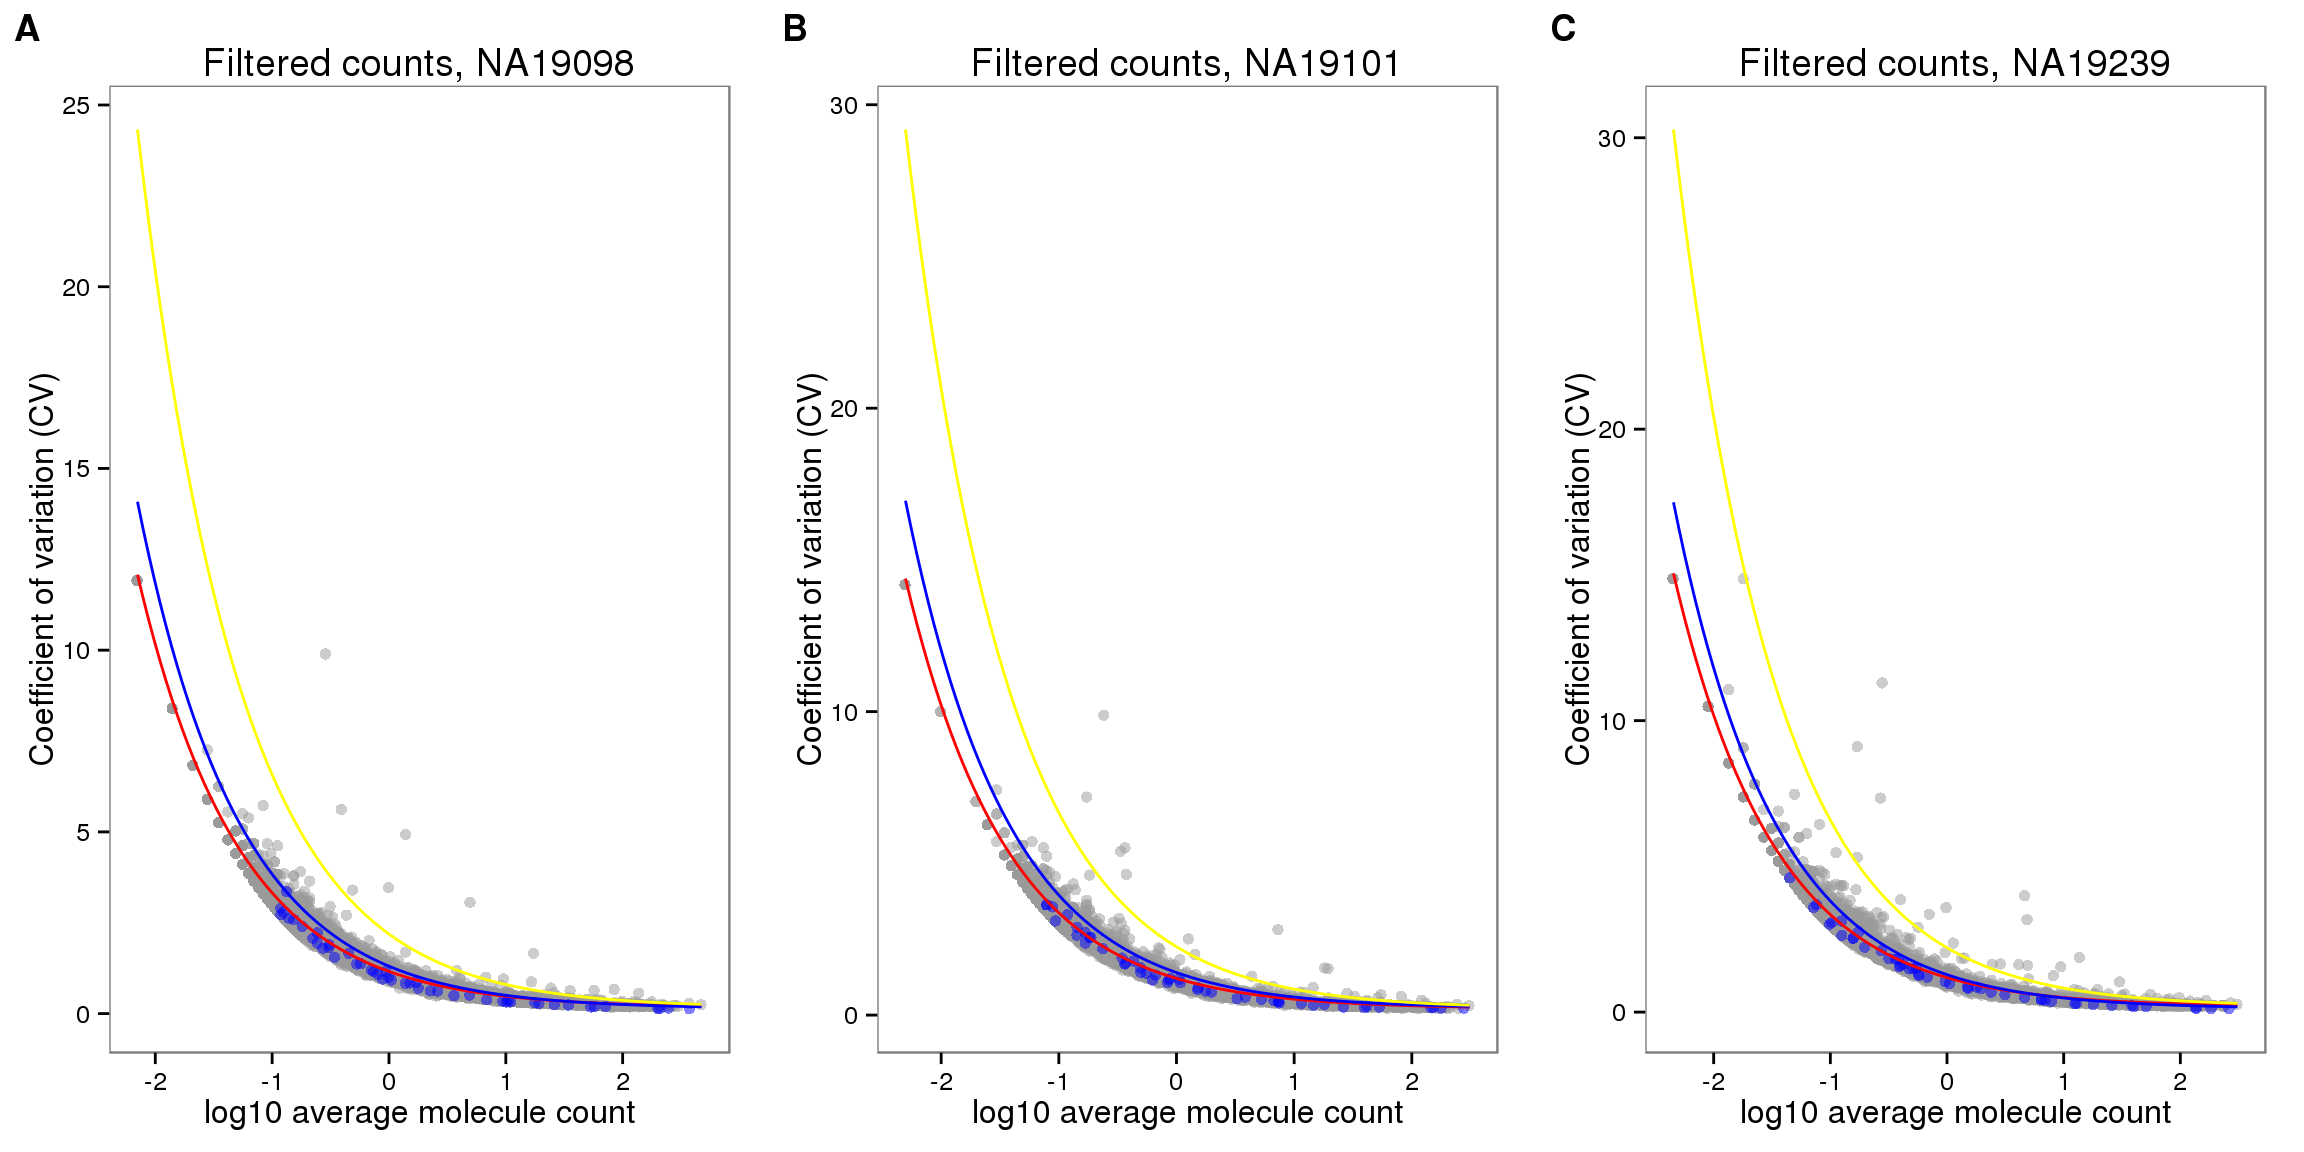 A
Filtered counts, NA19098
25
20
15
10
5
0
-2 -1 0 1 2
Coefficient of variation (CV)
log10 average molecule count
B
Filtered counts, NA19101
30
20
10
0
-2 -1 0 1 2
Coefficient of variation (CV)
log10 average molecule count
C
Filtered counts, NA19239
30
20
10
0
-2 -1 0 1 2
Coefficient of variation (CV)
log10 average molecule count